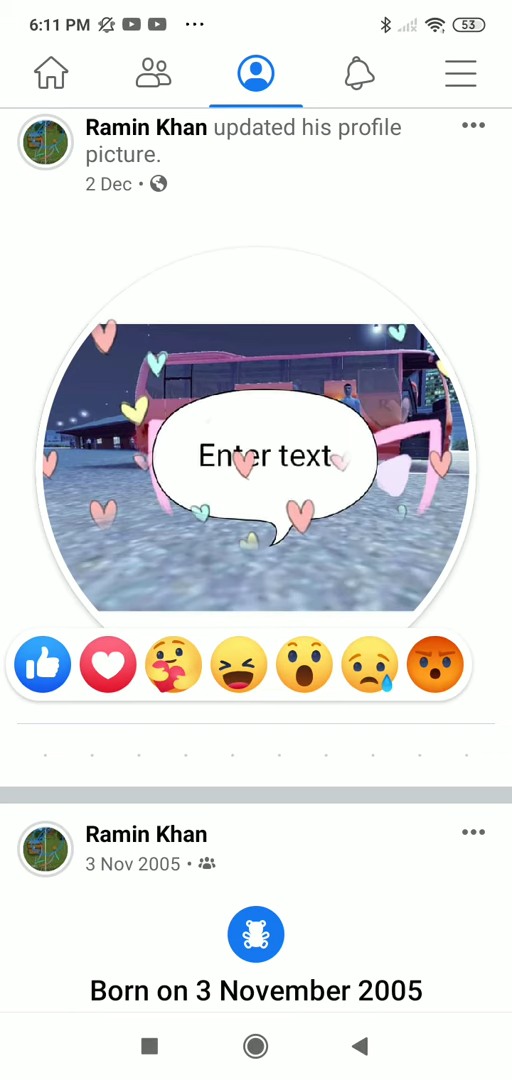 6:11 PM
53
Ramin Khan updated his profile
picture.
2 Dec •
Enter text
Ramin Khan
3 Nov 2005 •
Born on 3 November 2005